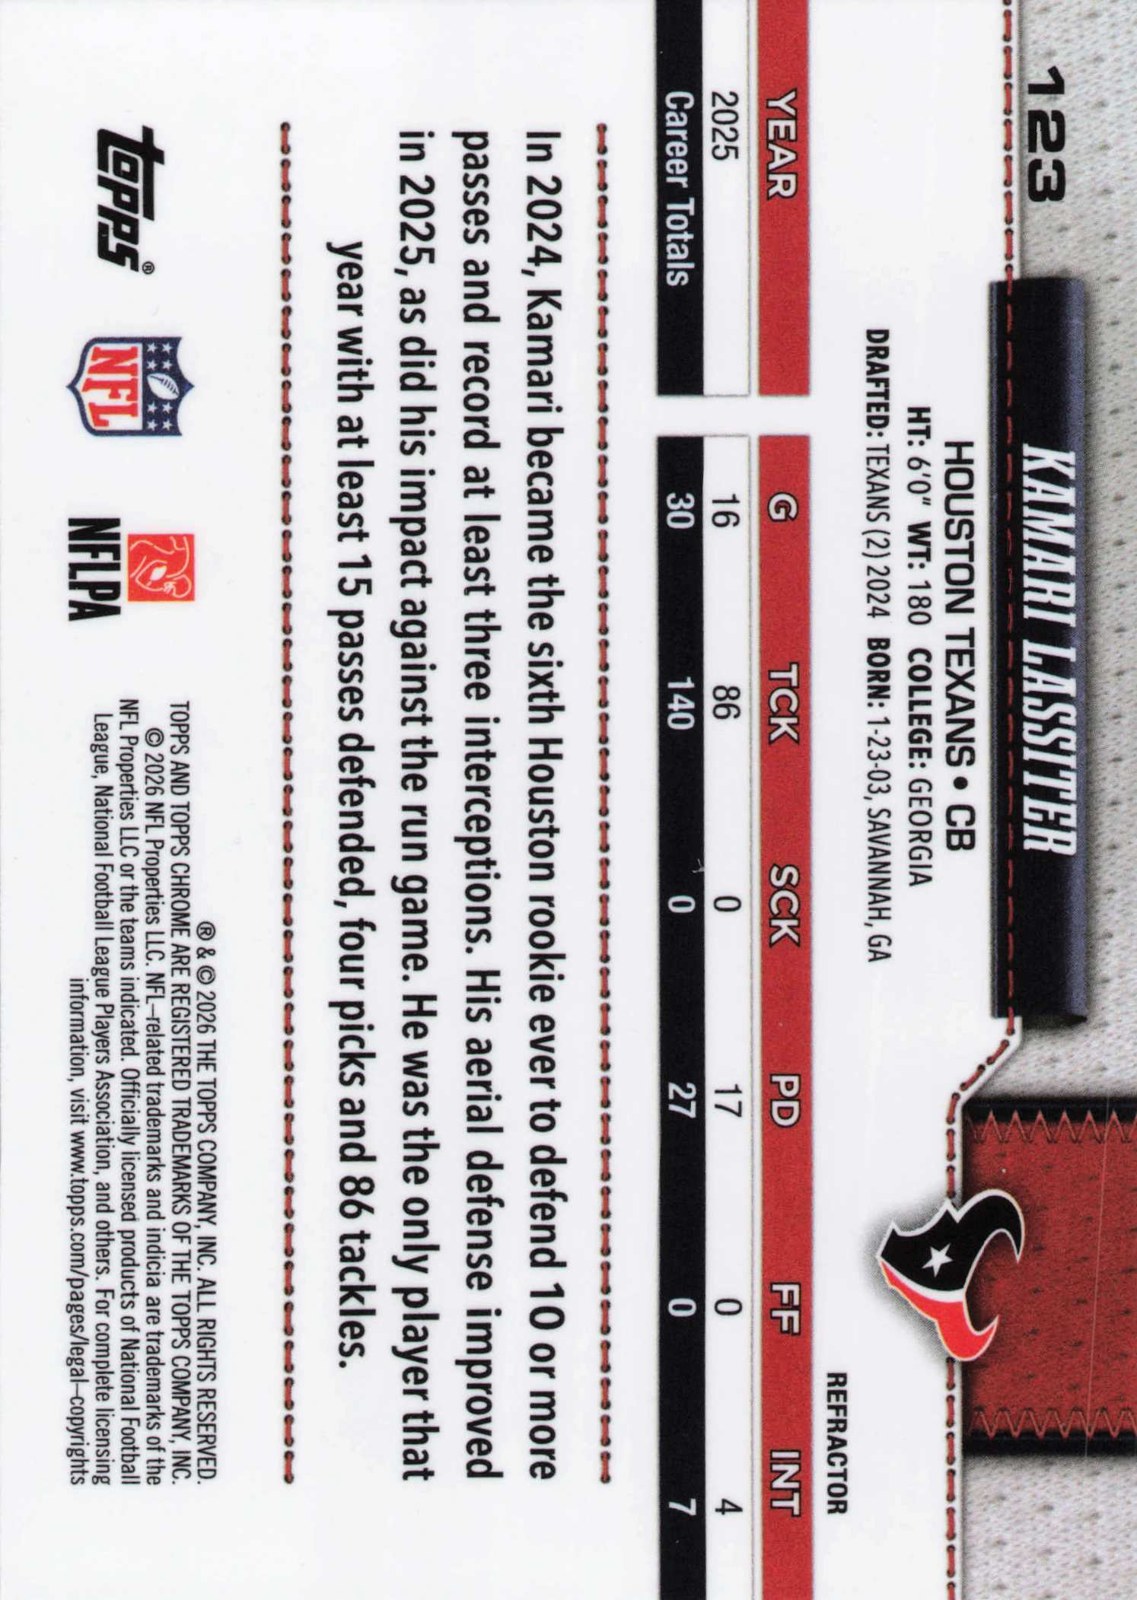 123
KAMARI LASSITER
HOUSTON TEXANS • CB
HT: 6'0" WT: 180 COLLEGE: GEORGIA
DRAFTED: TEXANS (2) 2024 BORN: 1-23-03, SAVANNAH, GA
REFRACTOR
YEAR G TCK SCK PD FF INT
2025 16 86 0 17 0 4
Career Totals 30 140 0 27 0 7
In 2024, Kamari became the sixth Houston rookie ever to defend 10 or more
passes and record at least three interceptions. His aerial defense improved
in 2025, as did his impact against the run game. He was the only player that
year with at least 15 passes defended, four picks and 86 tackles.
topps®
NFL
NFLPA
® & © 2026 THE TOPPS COMPANY, INC. ALL RIGHTS RESERVED.
TOPPS AND TOPPS CHROME ARE REGISTERED TRADEMARKS OF THE TOPPS COMPANY, INC.
© 2026 NFL Properties LLC. NFL–related trademarks and indicia are trademarks of the
NFL Properties LLC or the teams indicated. Officially licensed products of National Football
League, National Football League Players Association, and others. For complete licensing
information, visit www.topps.com/pages/legal–copyrights